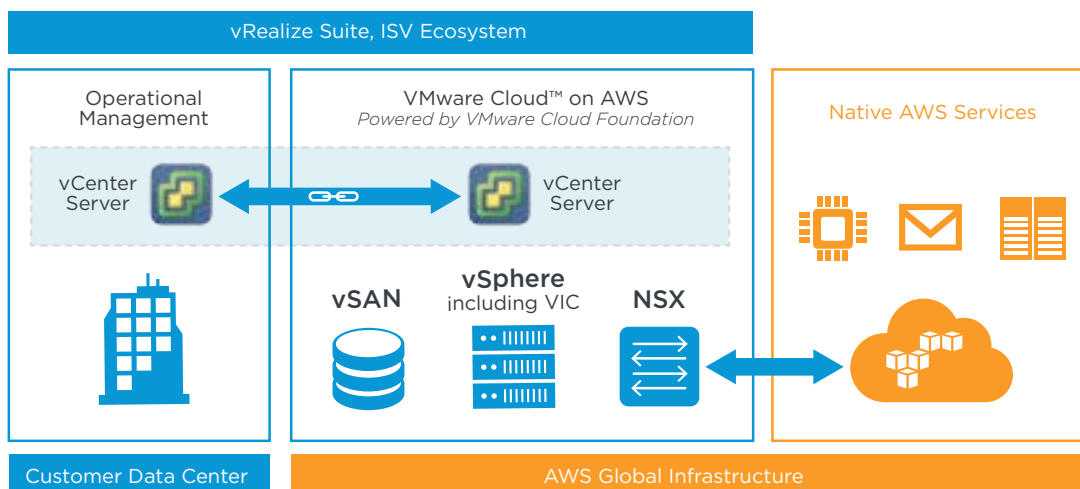 vRealize Suite, ISV Ecosystem
Operational
Management
vCenter
Server
VMware Cloud™ on AWS
Powered by VMware Cloud Foundation
vCenter
Server
vSAN
vSphere
including VIC
NSX
Native AWS Services
Customer Data Center
AWS Global Infrastructure